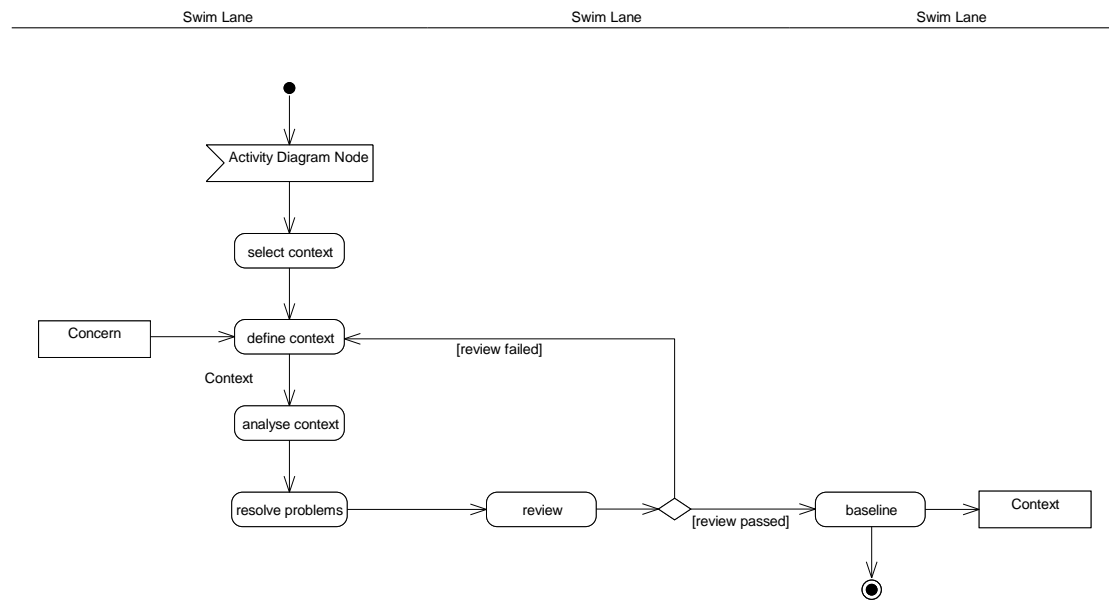 Swim Lane
Swim Lane
Swim Lane
Activity Diagram Node
select context
Concern
define context
[review failed]
Context
analyse context
resolve problems
review
[review passed]
baseline
Context